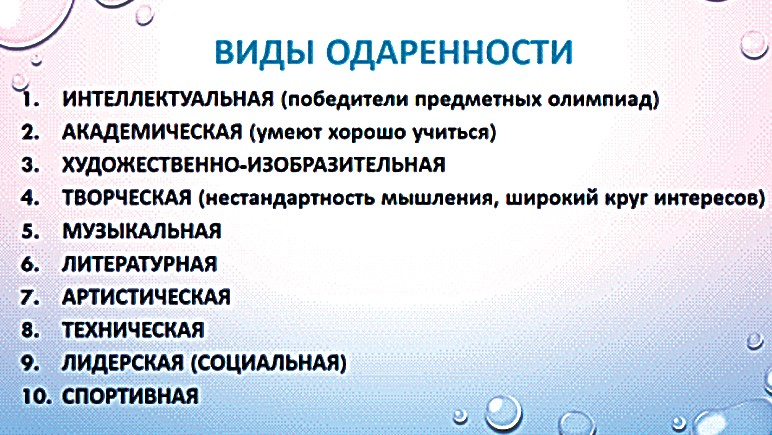 ВИДЫ ОДАРЕННОСТИ
1. ИНТЕЛЛЕКТУАЛЬНАЯ (победители предметных олимпиад)
2. АКАДЕМИЧЕСКАЯ (умеют хорошо учиться)
3. ХУДОЖЕСТВЕННО-ИЗОБРАЗИТЕЛЬНАЯ
4. ТВОРЧЕСКАЯ (нестандартность мышления, широкий круг интересов)
5. МУЗЫКАЛЬНАЯ
6. ЛИТЕРАТУРНАЯ
7. АРТИСТИЧЕСКАЯ
8. ТЕХНИЧЕСКАЯ
9. ЛИДЕРСКАЯ (СОЦИАЛЬНАЯ)
10. СПОРТИВНАЯ